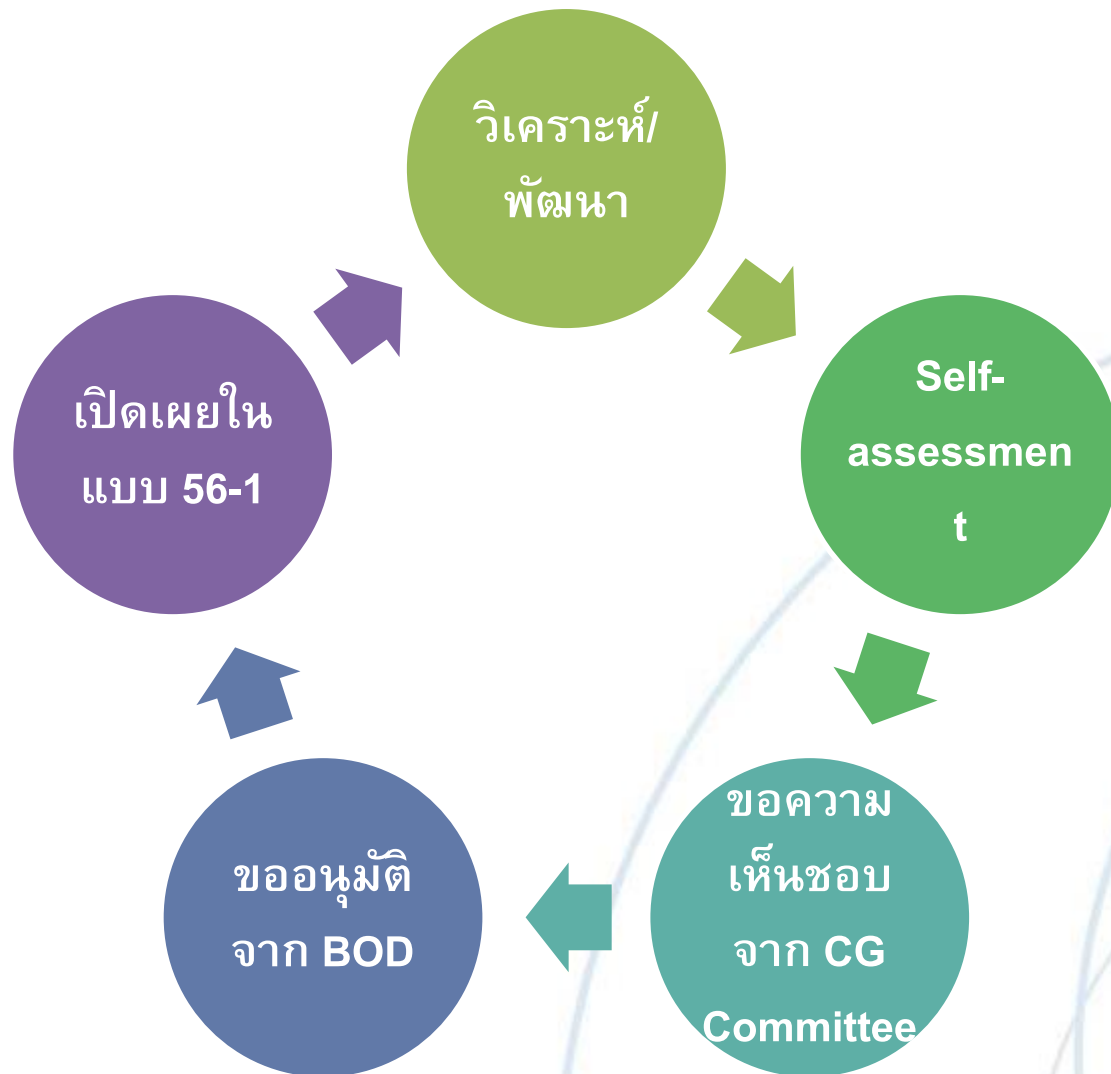 วิเคราะห์/
พัฒนา
Self-
assessmen
t
ขอความ
เห็นชอบ
จาก CG
Committee
ขออนุมัติ
จาก BOD
เปิดเผยใน
แบบ 56-1